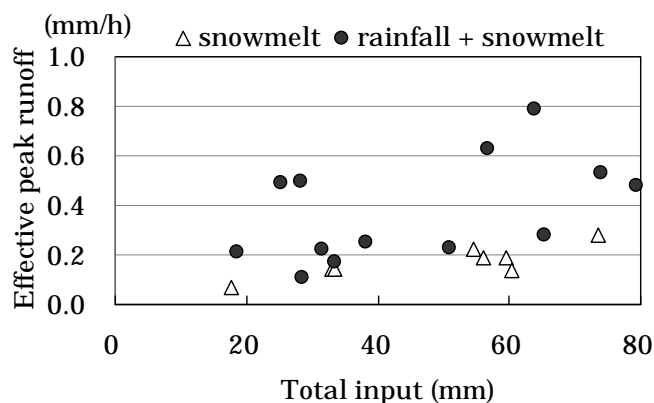 (mm/h)
△ snowmelt ● rainfall + snowmelt
Effective peak runoff
1.0
0.8
0.6
0.4
0.2
0.0
0 20 40 60 80
Total input (mm)